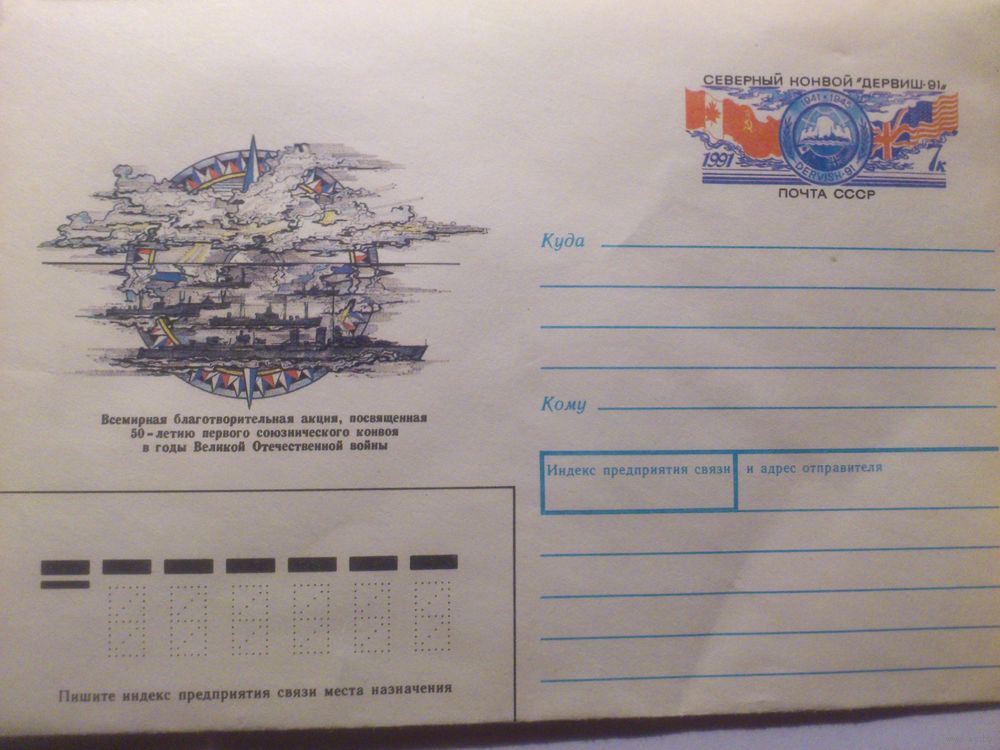 СЕВЕРНЫЙ КОНВОЙ "ДЕРВИШ-91"
1941 • 1945
DERVISH-91
1991
7к
ПОЧТА СССР
Куда
Кому
Индекс предприятия связи и адрес отправителя
Всемирная благотворительная акция, посвященная
50-летию первого союзнического конвоя
в годы Великой Отечественной войны
Пишите индекс предприятия связи места назначения